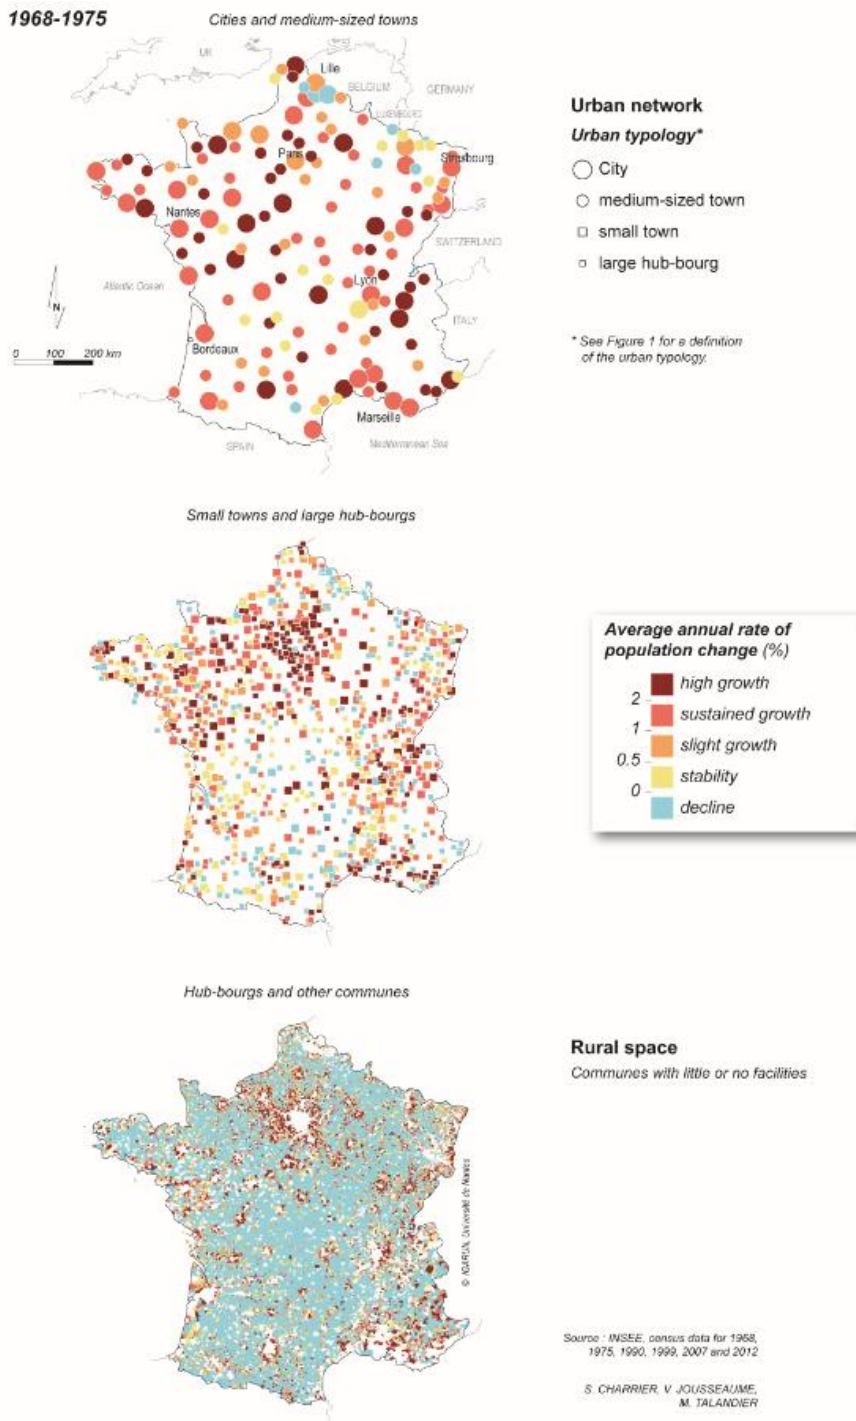 1968-1975
Cities and medium-sized towns
UK
Lille
BELGIUM
GERMANY
LUXEMBOURG
Paris
Strasbourg
Nantes
SWITZERLAND
Atlantic Ocean
Lyon
N
ITALY
0 100 200 km
Bordeaux
Marseille
SPAIN
Mediterranean Sea
Urban network
Urban typology*
City
medium-sized town
small town
large hub-bourg
* See Figure 1 for a definition
of the urban typology.
Small towns and large hub-bourgs
Average annual rate of
population change (%)
high growth
2
sustained growth
1
slight growth
0.5
stability
0
decline
Hub-bourgs and other communes
Rural space
Communes with little or no facilities
© IGARUN, Université de Nantes
Source : INSEE, census data for 1968,
1975, 1990, 1999, 2007 and 2012
S. CHARRIER, V. JOUSSEAUME,
M. TALANDIER